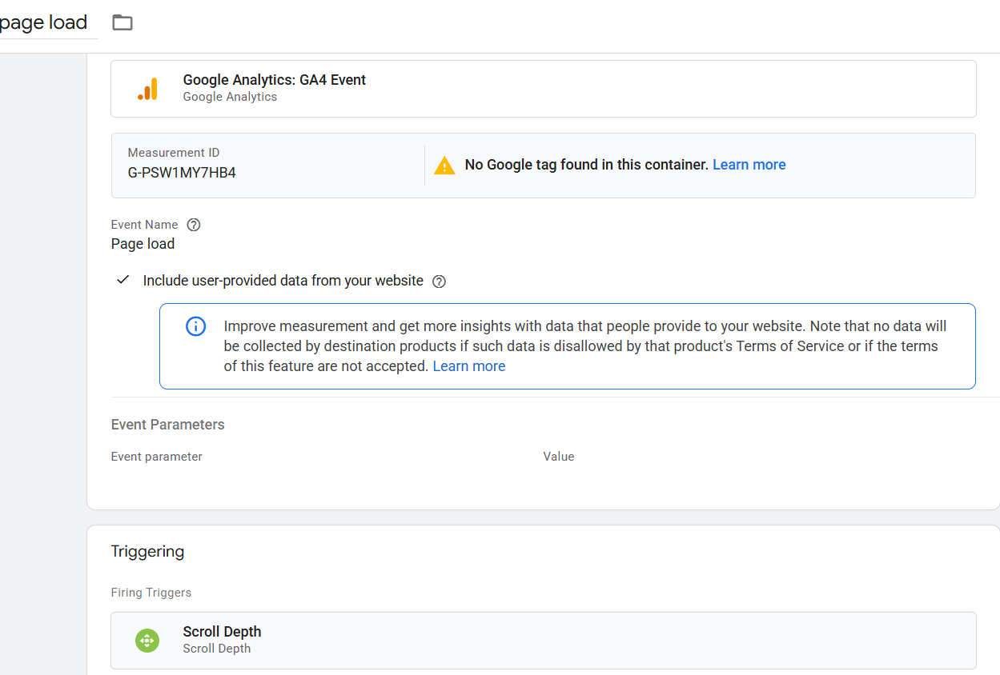 page load
Google Analytics: GA4 Event
Google Analytics
Measurement ID
G-PSW1MY7HB4
No Google tag found in this container. Learn more
Event Name
Page load
Include user-provided data from your website
Improve measurement and get more insights with data that people provide to your website. Note that no data will
be collected by destination products if such data is disallowed by that product's Terms of Service or if the terms
of this feature are not accepted. Learn more
Event Parameters
Event parameter Value
Triggering
Firing Triggers
Scroll Depth
Scroll Depth